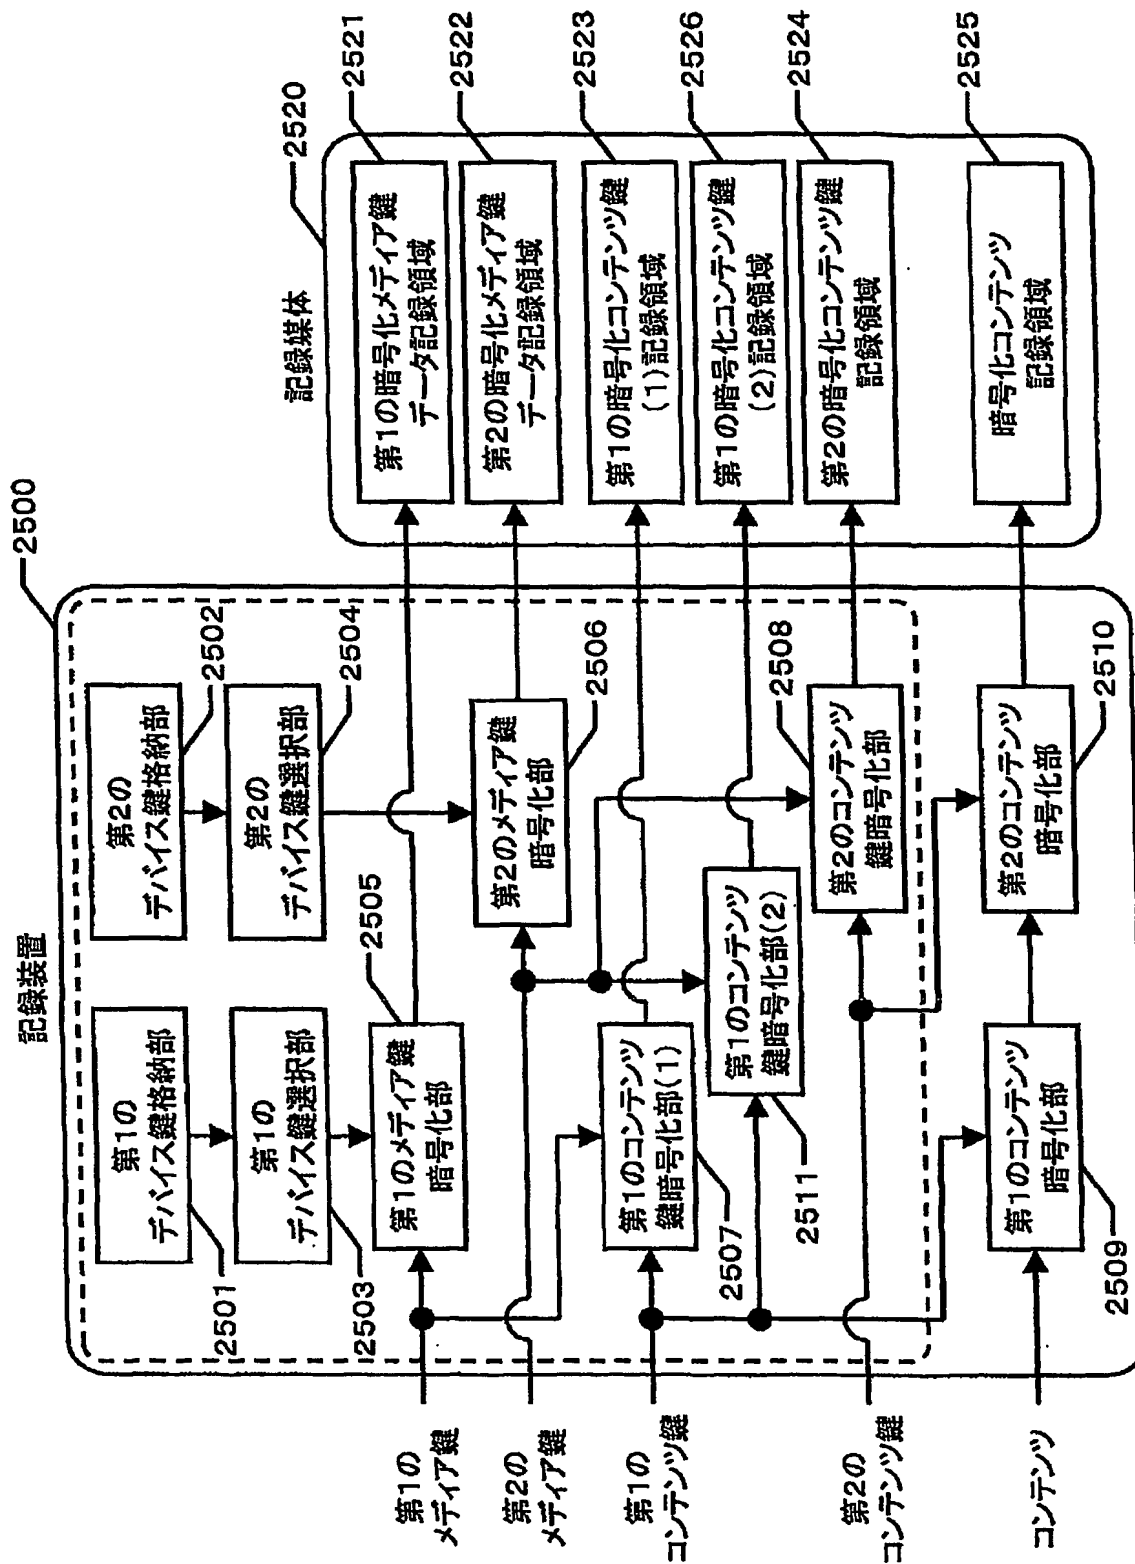 記録装置
2500
第1の
デバイス鍵格納部
2501
第2の
デバイス鍵格納部
2502
第1の
デバイス鍵選択部
2503
第2の
デバイス鍵選択部
2504
第1のメディア鍵
暗号化部
2505
第2のメディア鍵
暗号化部
2506
第1のコンテンツ
鍵暗号化部(1)
2507
第1のコンテンツ
鍵暗号化部(2)
2511
第2のコンテンツ
鍵暗号化部
2508
第1のコンテンツ
暗号化部
2509
第2のコンテンツ
暗号化部
2510
第1の
メディア鍵
第2の
メディア鍵
第1の
コンテンツ鍵
第2の
コンテンツ鍵
コンテンツ
記録媒体
2520
第1の暗号化メディア鍵
データ記録領域
2521
第2の暗号化メディア鍵
データ記録領域
2522
第1の暗号化コンテンツ鍵
(1)記録領域
2523
第1の暗号化コンテンツ鍵
(2)記録領域
2526
第2の暗号化コンテンツ鍵
記録領域
2524
暗号化コンテンツ
記録領域
2525